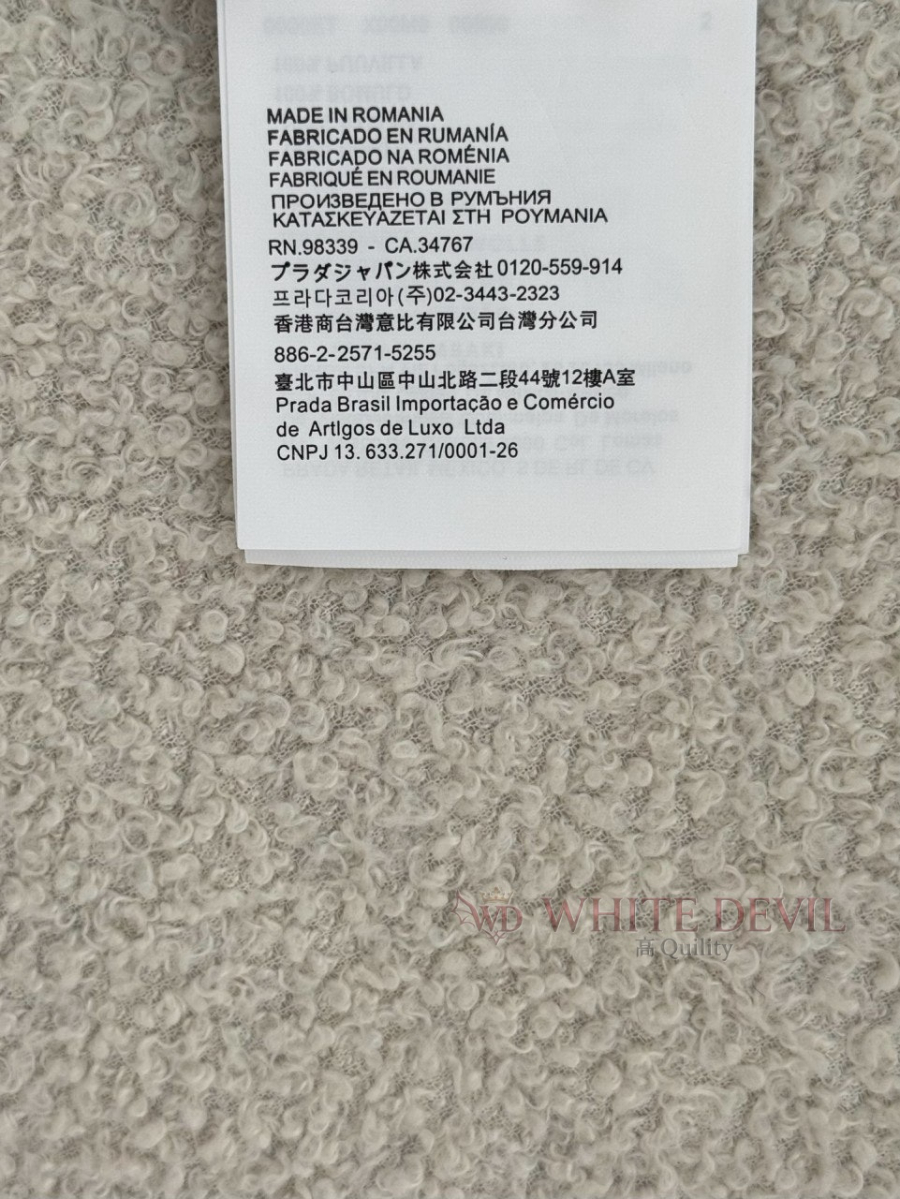 MADE IN ROMANIA
FABRICADO EN RUMANÍA
FABRICADO NA ROMÉNIA
FABRIQUÉ EN ROUMANIE
ПРОИЗВЕДЕНО В РУМЪНИЯ
ΚΑΤΑΣΚΕΥΑΖΕΤΑΙ ΣΤΗ ΡΟΥΜΑΝΙΑ
RN.98339 - CA.34767
プラダジャパン株式会社 0120-559-914
프라다코리아(주)02-3443-2323
香港商台灣意比有限公司台灣分公司
886-2-2571-5255
臺北市中山區中山北路二段44號12樓A室
Prada Brasil Importação e Comércio
de ArtIgos de Luxo Ltda
CNPJ 13. 633.271/0001-26
WD WHITE DEVIL
高 Quility